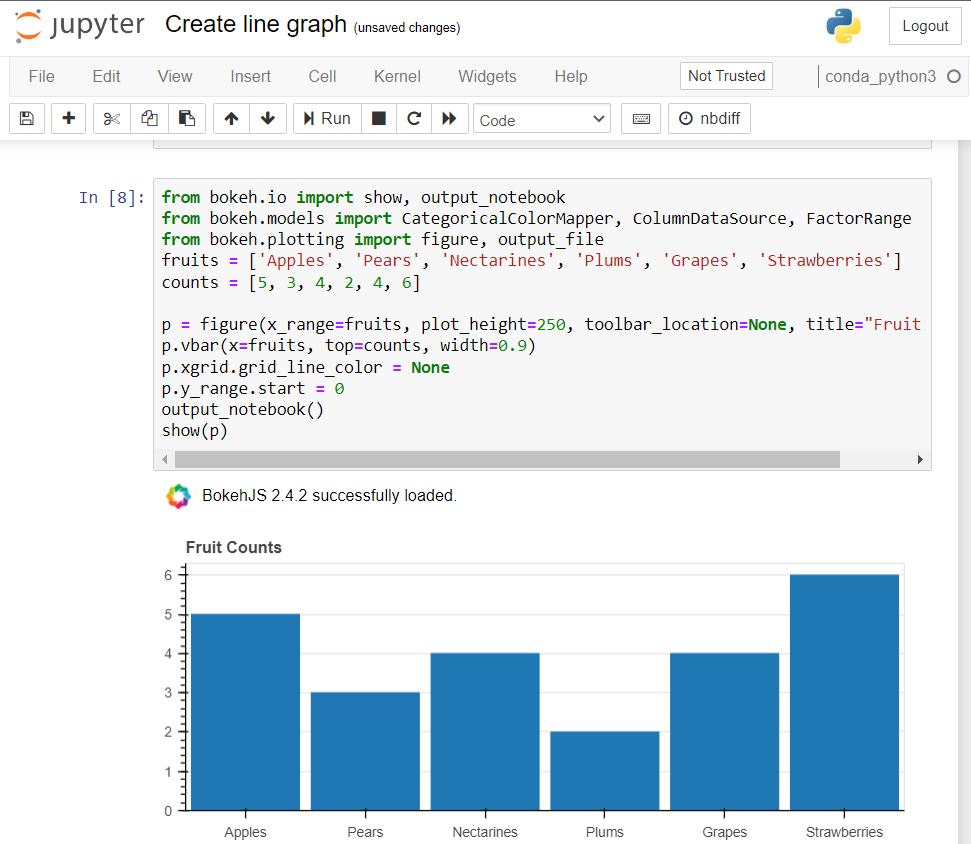 jupyter Create line graph (unsaved changes) Logout
File Edit View Insert Cell Kernel Widgets Help Not Trusted conda_python3
Run Code nbdiff
In [8]:
from bokeh.io import show, output_notebook
from bokeh.models import CategoricalColorMapper, ColumnDataSource, FactorRange
from bokeh.plotting import figure, output_file
fruits = ['Apples', 'Pears', 'Nectarines', 'Plums', 'Grapes', 'Strawberries']
counts = [5, 3, 4, 2, 4, 6]
p = figure(x_range=fruits, plot_height=250, toolbar_location=None, title="Fruit
p.vbar(x=fruits, top=counts, width=0.9)
p.xgrid.grid_line_color = None
p.y_range.start = 0
output_notebook()
show(p)
BokehJS 2.4.2 successfully loaded.
Fruit Counts
6
5
4
3
2
1
0
Apples Pears Nectarines Plums Grapes Strawberries